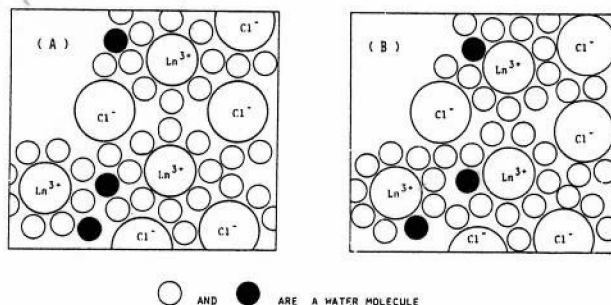 ( A )
Cl⁻
Ln³⁺
Cl⁻
Cl⁻
Ln³⁺
Ln³⁺
Cl⁻
Cl⁻
( B )
Cl⁻
Ln³⁺
Cl⁻
Cl⁻
Ln³⁺
Ln³⁺
Cl⁻
Cl⁻
AND ARE A WATER MOLECULE